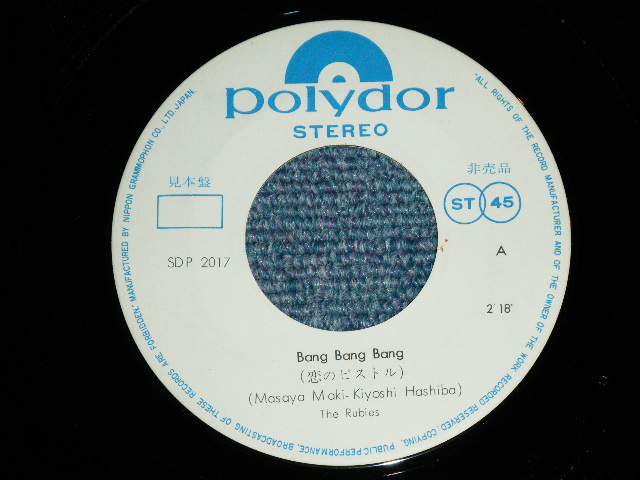 polydor
STEREO
見本盤
非売品
ST 45
SDP 2017
A
2'18"
Bang Bang Bang
(恋のピストル)
(Masaya Maki-Kiyoshi Hashiba)
The Rubies
ALL RIGHTS OF THE RECORD MANUFACTURER AND OF THE OWNER OF THE WORK RECORDED RESERVED. COPYING, PUBLIC PERFORMANCE, BROADCASTING OF THESE RECORDS ARE FORBIDDEN. MANUFACTURED BY NIPPON GRAMMOPHON CO., LTD. JAPAN.